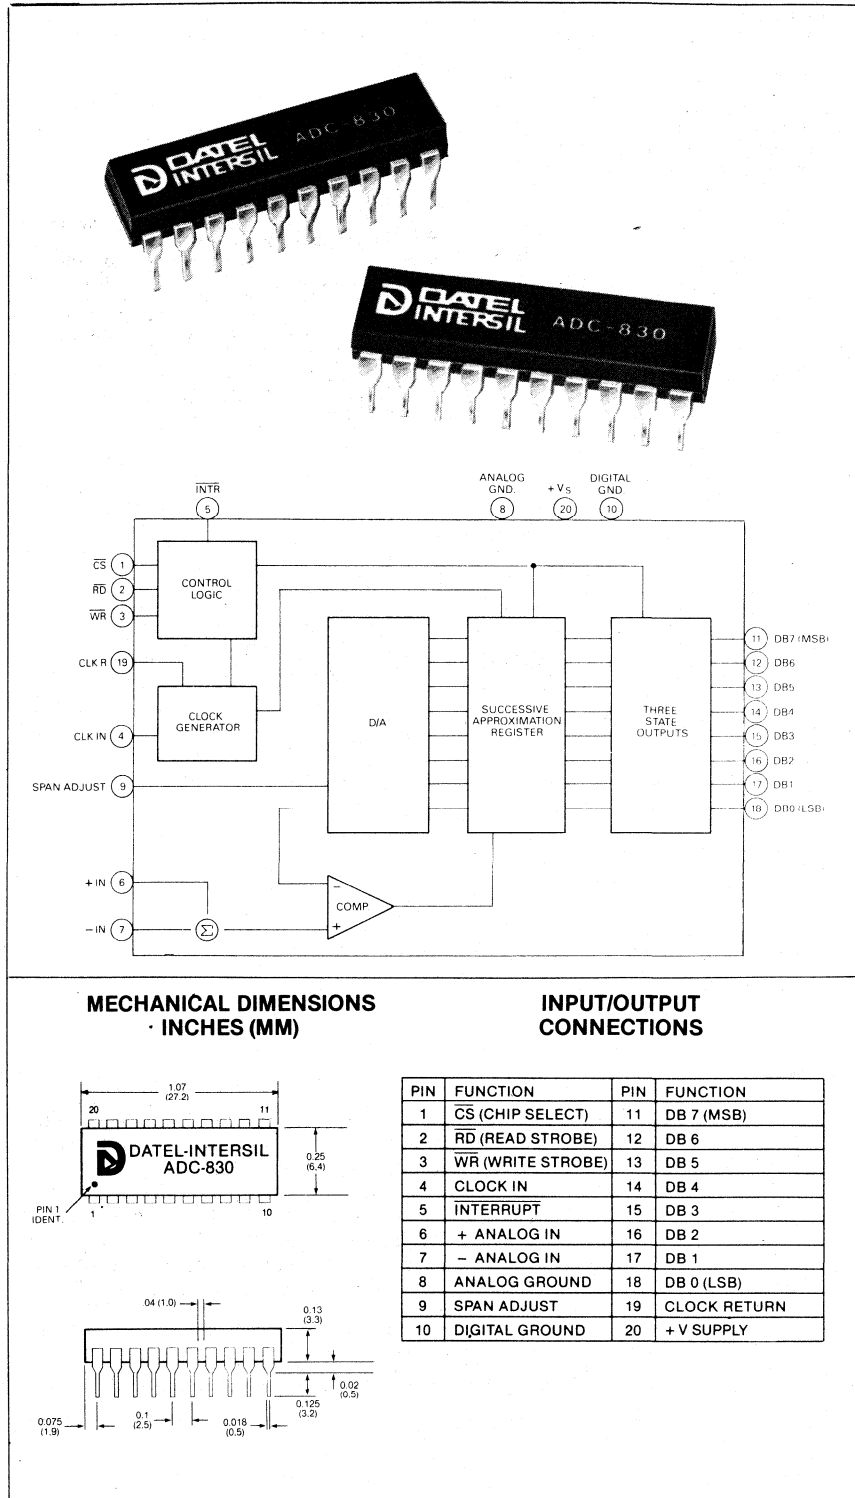 DATEL
INTERSIL ADC-830
DATEL
INTERSIL ADC-830
INTR
5
ANALOG
GND.
8
+VS
20
DIGITAL
GND.
10
CS 1
RD 2
WR 3
CONTROL
LOGIC
CLK R 19
CLK IN 4
CLOCK
GENERATOR
SPAN ADJUST 9
D/A
SUCCESSIVE
APPROXIMATION
REGISTER
THREE
STATE
OUTPUTS
11 DB7 (MSB)
12 DB6
13 DB5
14 DB4
15 DB3
16 DB2
17 DB1
18 DB0 (LSB)
+IN 6
−IN 7
Σ
−
COMP
+
MECHANICAL DIMENSIONS
INCHES (MM)
1.07
(27.2)
20 11
DATEL-INTERSIL
ADC-830
0.25
(6.4)
PIN 1
IDENT.
1 10
.04 (1.0)
0.13
(3.3)
0.02
(0.5)
0.125
(3.2)
0.075
(1.9)
0.1
(2.5)
0.018
(0.5)
INPUT/OUTPUT
CONNECTIONS
PIN FUNCTION PIN FUNCTION
1 CS (CHIP SELECT) 11 DB 7 (MSB)
2 RD (READ STROBE) 12 DB 6
3 WR (WRITE STROBE) 13 DB 5
4 CLOCK IN 14 DB 4
5 INTERRUPT 15 DB 3
6 + ANALOG IN 16 DB 2
7 − ANALOG IN 17 DB 1
8 ANALOG GROUND 18 DB 0 (LSB)
9 SPAN ADJUST 19 CLOCK RETURN
10 DIGITAL GROUND 20 +V SUPPLY